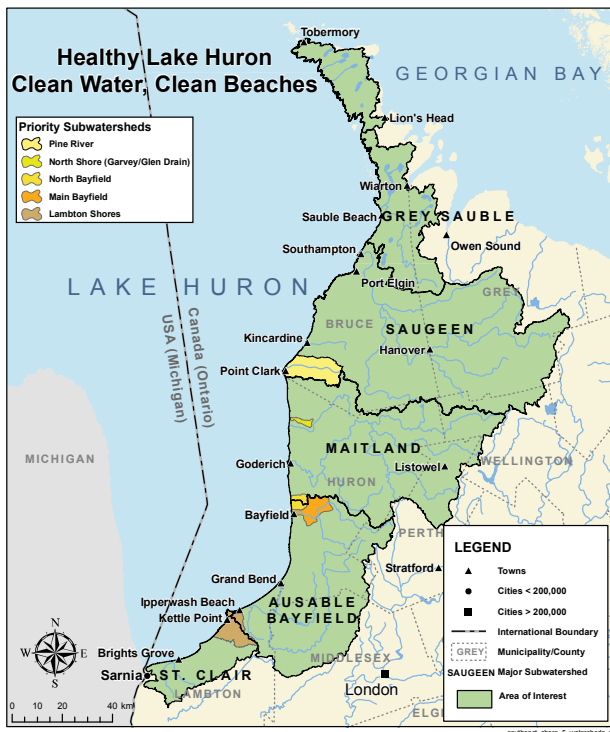 Healthy Lake Huron
Clean Water, Clean Beaches
Priority Subwatersheds
Pine River
North Shore (Garvey/Glen Drain)
North Bayfield
Main Bayfield
Lambton Shores
Tobermory
GEORGIAN BAY
Lion's Head
Wiarton
Sauble Beach
GREY SAUBLE
Owen Sound
Southampton
Port Elgin
LAKE HURON
GREY
BRUCE
SAUGEEN
Kincardine
Hanover
Canada (Ontario)
USA (Michigan)
Point Clark
MAITLAND
MICHIGAN
Goderich
Listowel
WELLINGTON
HURON
Bayfield
PERTH
Stratford
Grand Bend
Ipperwash Beach
Kettle Point
AUSABLE
BAYFIELD
Brights Grove
MIDDLESEX
Sarnia
ST. CLAIR
LAMBTON
London
ELG
N
W
E
S
0 10 20 40 km
LEGEND
Towns
Cities < 200,000
Cities > 200,000
International Boundary
GREY Municipality/County
SAUGEEN Major Subwatershed
Area of Interest